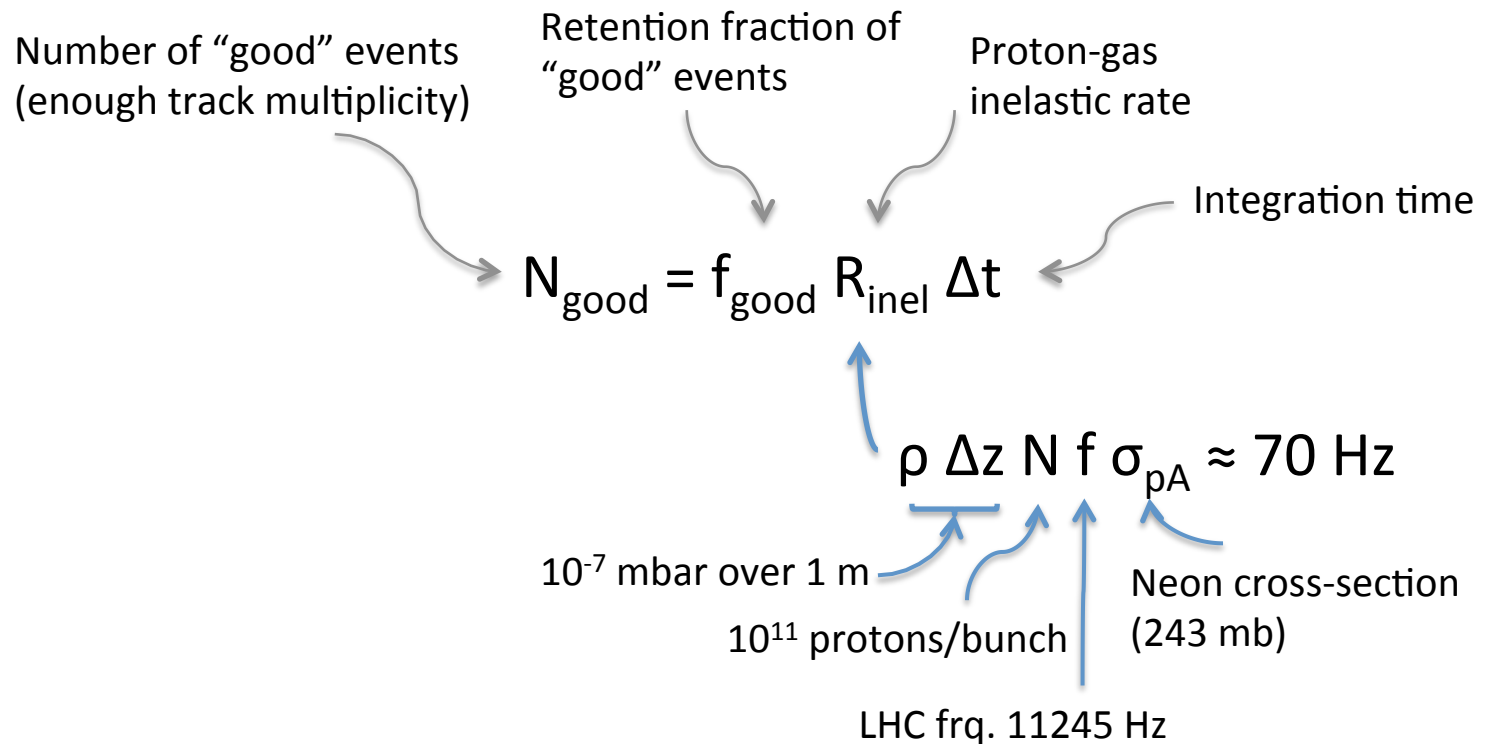 Number of “good” events
(enough track multiplicity)
Retention fraction of
“good” events
Proton-gas
inelastic rate
Integration time
N_good = f_good R_inel Δt
ρ Δz N f σ_pA ≈ 70 Hz
10⁻⁷ mbar over 1 m
10¹¹ protons/bunch
LHC frq. 11245 Hz
Neon cross-section
(243 mb)